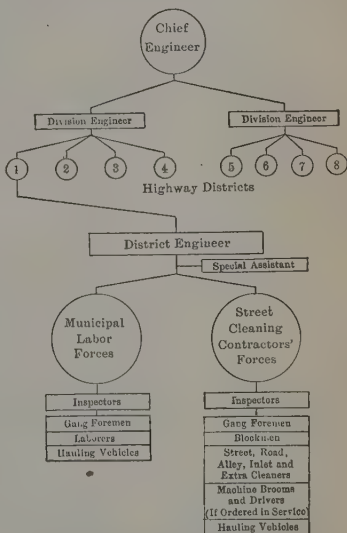 Chief
Engineer
Division Engineer
Division Engineer
1 2 3 4 5 6 7 8
Highway Districts
District Engineer
Special Assistant
Municipal
Labor
Forces
Street
Cleaning
Contractors'
Forces
Inspectors
Gang Foremen
Laborers
Hauling Vehicles
Inspectors
Gang Foremen
Blockmen
Street, Road,
Alley, Inlet and
Extra Cleaners
Machine Brooms
and Drivers
(If Ordered in Service)
Hauling Vehicles